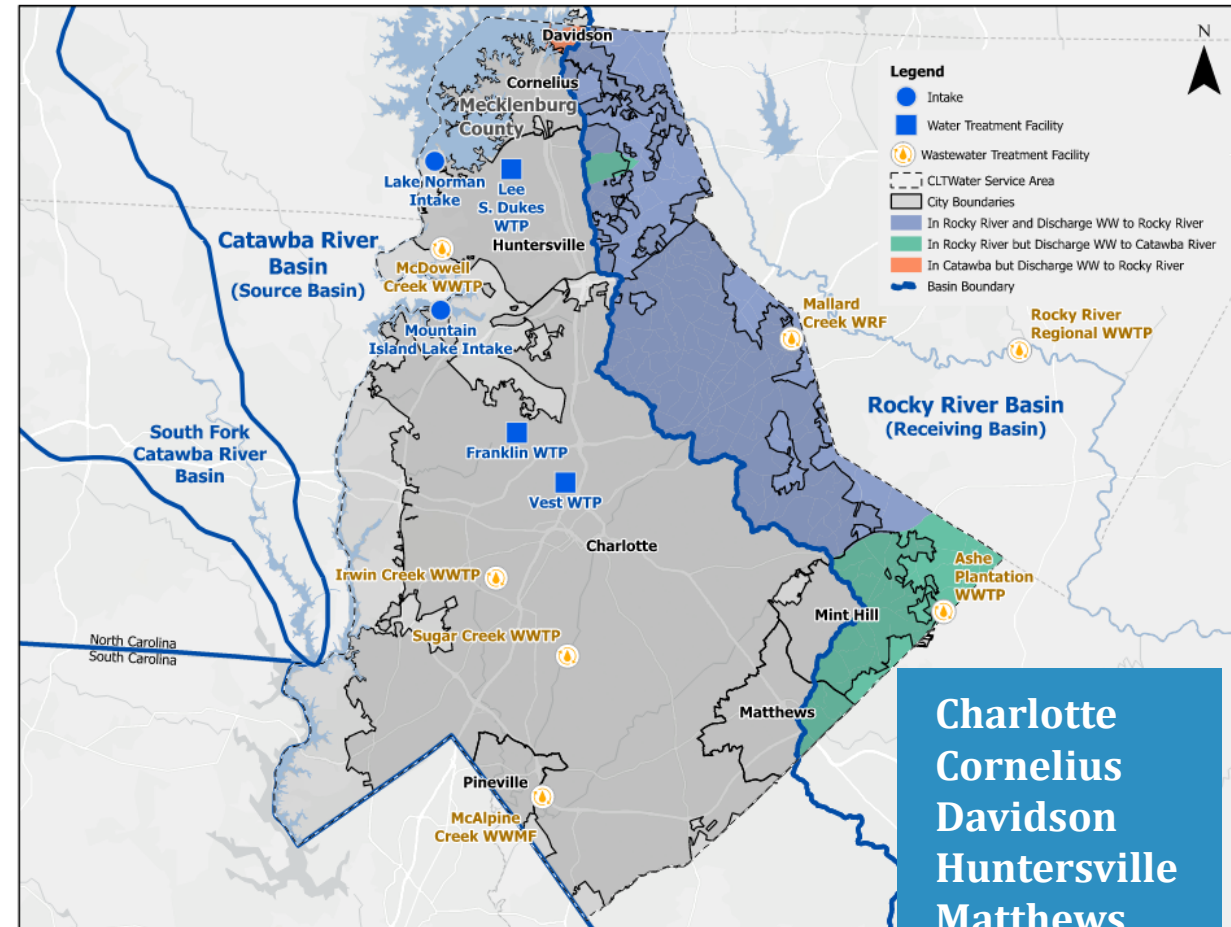 N
Legend
Intake
Water Treatment Facility
Wastewater Treatment Facility
CLTWater Service Area
City Boundaries
In Rocky River and Discharge WW to Rocky River
In Rocky River but Discharge WW to Catawba River
In Catawba but Discharge WW to Rocky River
Basin Boundary
Davidson
Cornelius
Mecklenburg
County
Lake Norman
Intake
Lee
S. Dukes
WTP
Huntersville
Catawba River
Basin
(Source Basin)
McDowell
Creek WWTP
Mountain
Island Lake Intake
Mallard
Creek WRF
Rocky River
Regional WWTP
Rocky River Basin
(Receiving Basin)
South Fork
Catawba River
Basin
Franklin WTP
Vest WTP
Charlotte
Irwin Creek WWTP
Ashe
Plantation
WWTP
Mint Hill
Sugar Creek WWTP
North Carolina
South Carolina
Matthews
Pineville
McAlpine
Creek WWMF
Charlotte
Cornelius
Davidson
Huntersville
Matthews